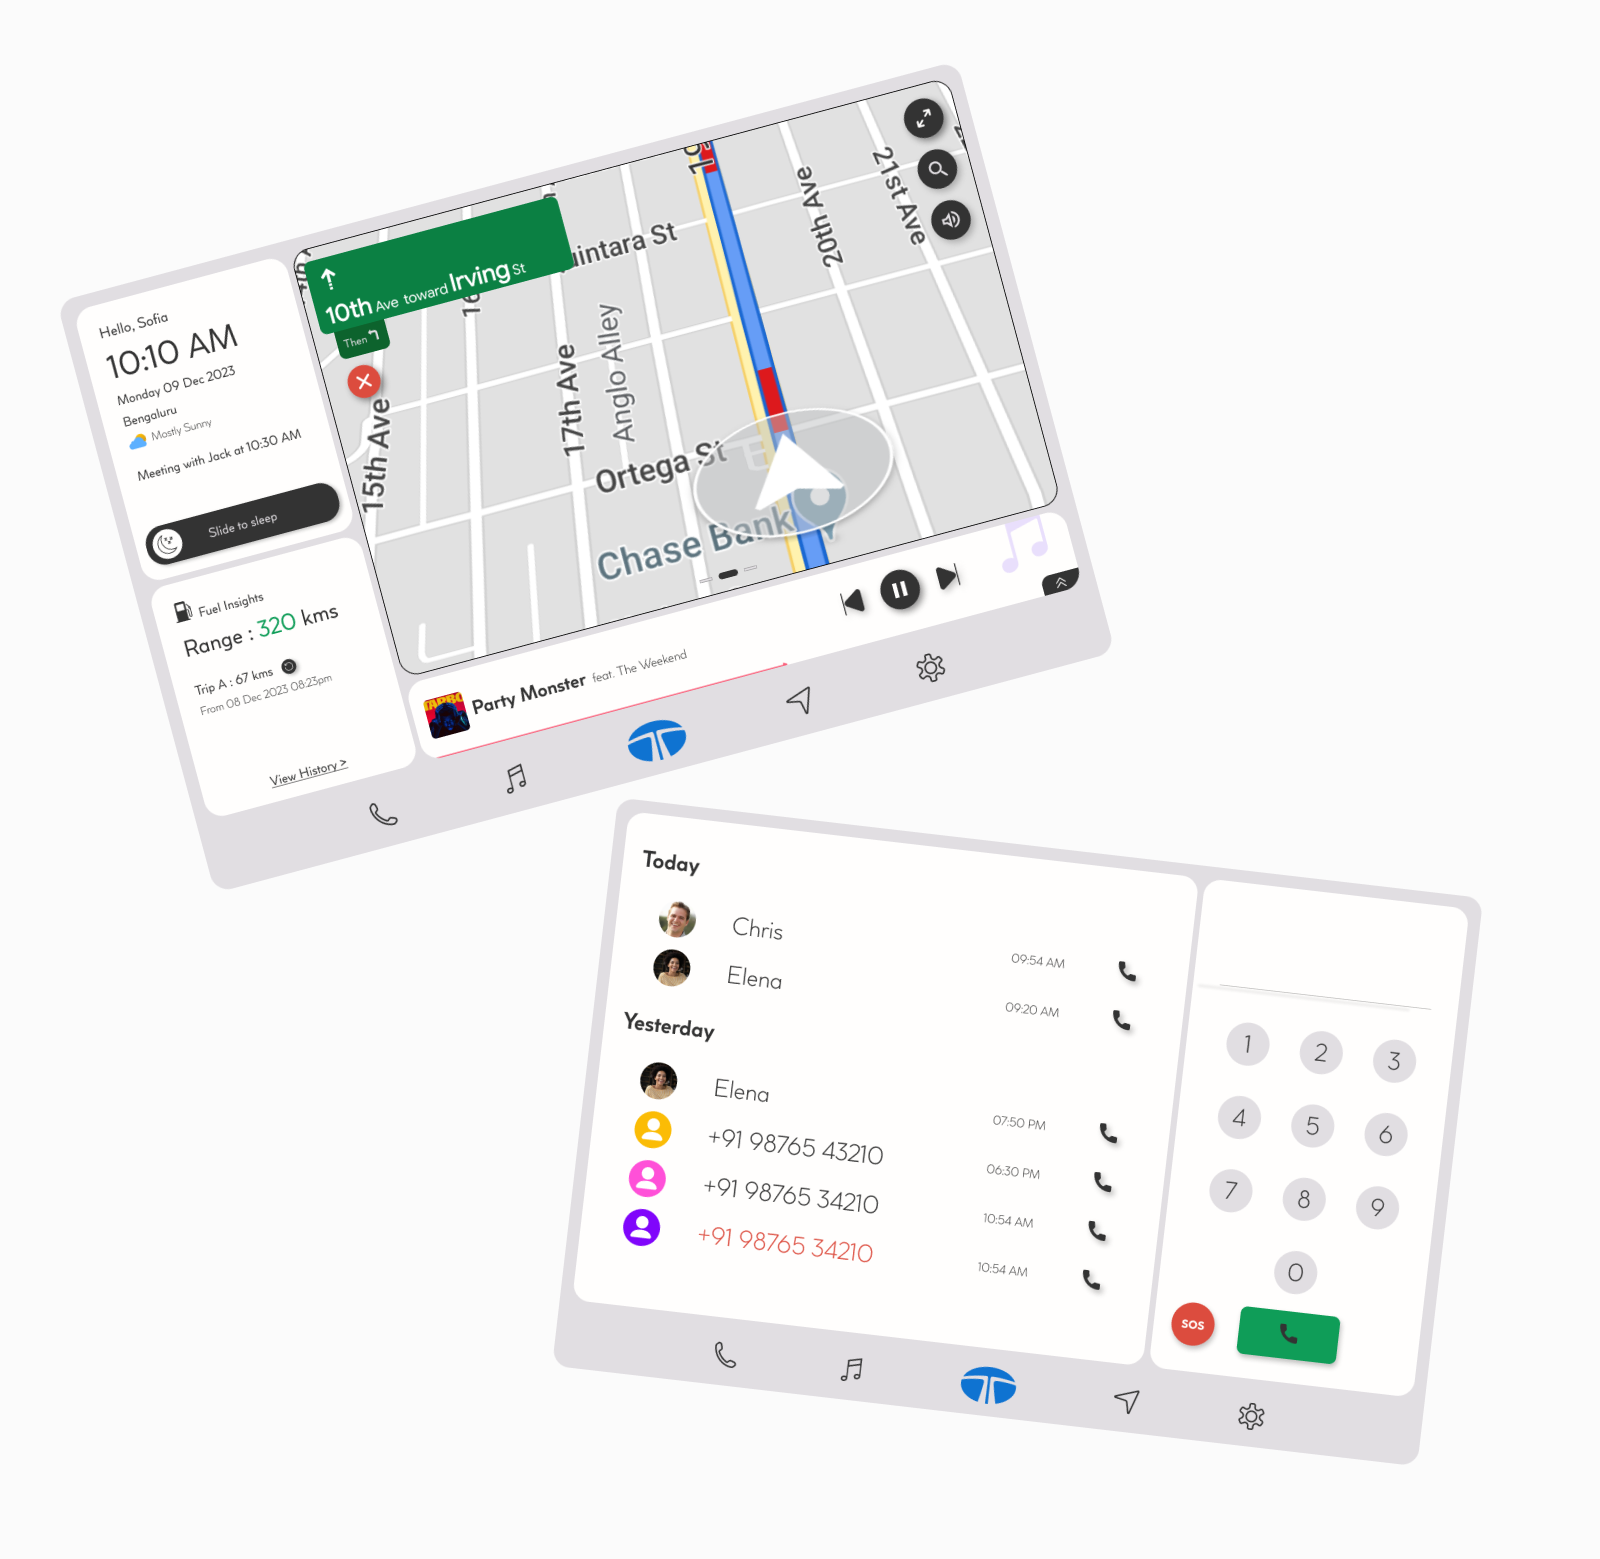 Hello, Sofia
10:10 AM
Monday 09 Dec 2023
Bengaluru
Mostly Sunny
Meeting with Jack at 10:30 AM
Slide to sleep
Fuel Insights
Range : 320 kms
Trip A : 67 kms
From 08 Dec 2023 08:23pm
View History >
10th Ave toward Irving St
Then
15th Ave
17th Ave
Anglo Alley
20th Ave
21st Ave
Ortega St
Chase Bank
Party Monster feat. The Weekend
Today
Chris 09:54 AM
Elena 09:20 AM
Yesterday
Elena 07:50 PM
+91 98765 43210 06:30 PM
+91 98765 34210 10:54 AM
+91 98765 34210 10:54 AM
1 2 3
4 5 6
7 8 9
0
SOS